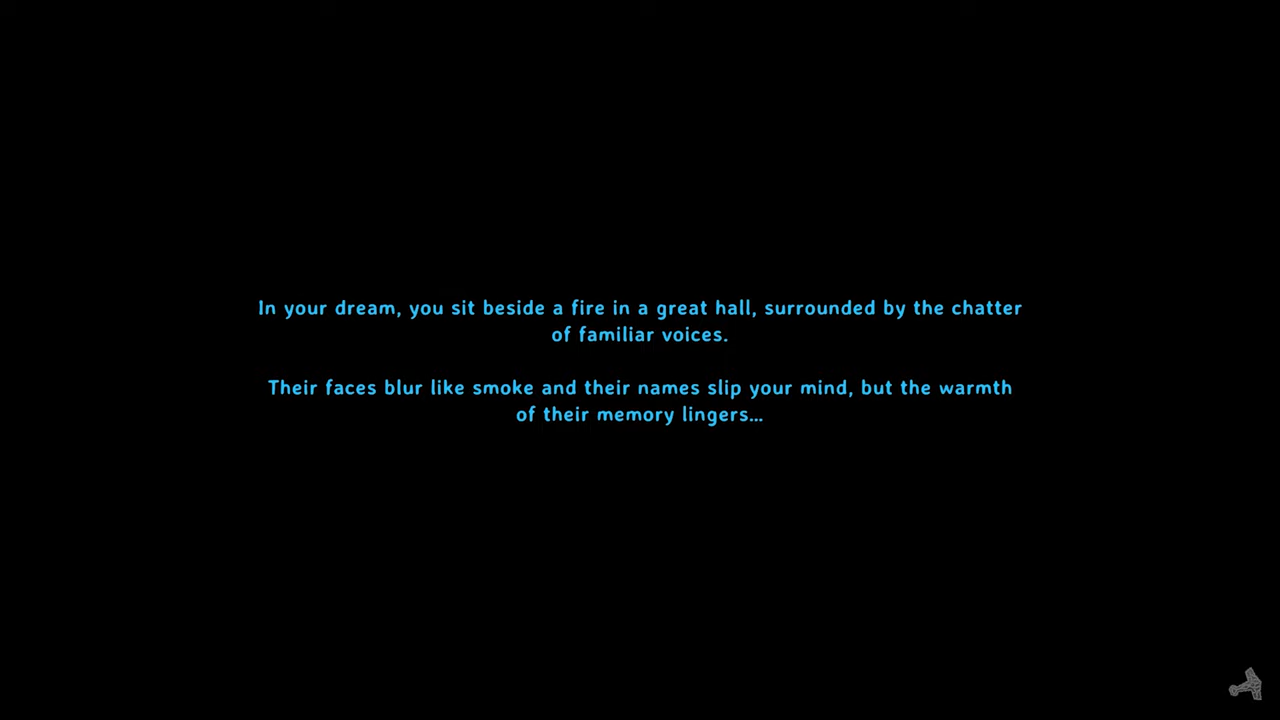 In your dream, you sit beside a fire in a great hall, surrounded by the chatter
of familiar voices.
Their faces blur like smoke and their names slip your mind, but the warmth
of their memory lingers...